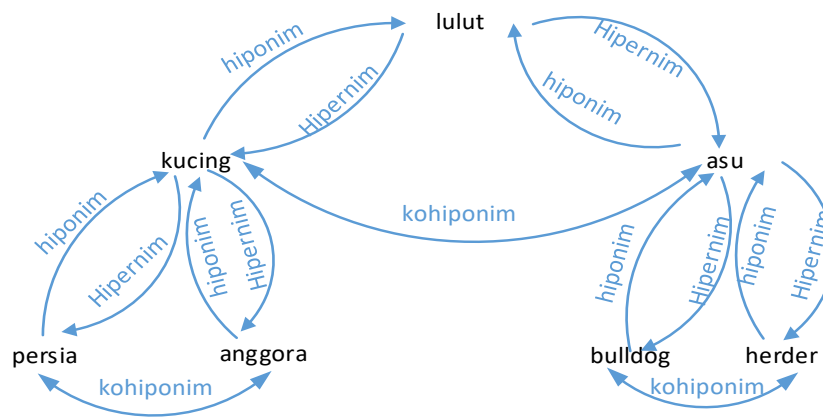 lulut
hiponim
Hipernim
Hipernim
hiponim
kucing
asu
kohiponim
hiponim
Hipernim
hiponim
Hipernim
hiponim
Hipernim
hiponim
Hipernim
persia
anggora
bulldog
herder
kohiponim
kohiponim